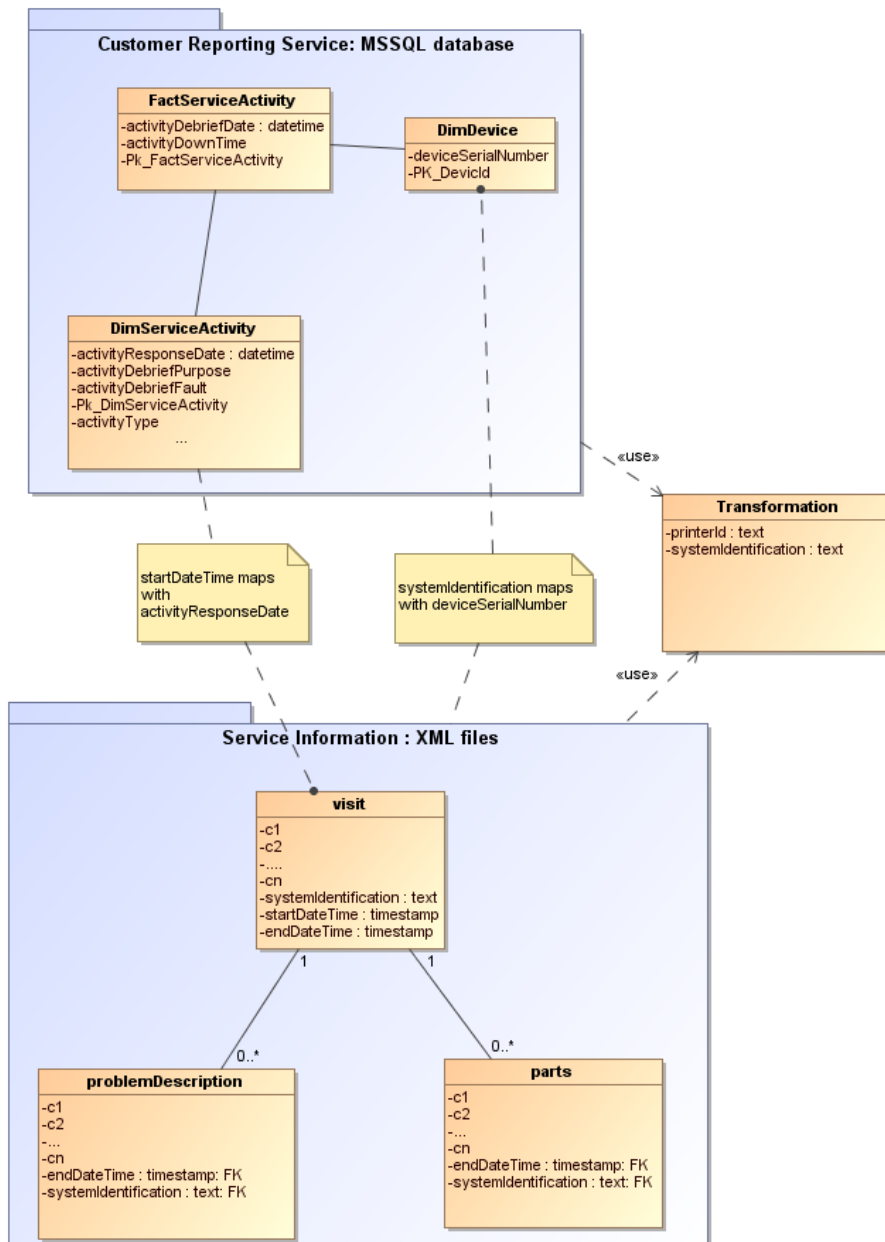 Customer Reporting Service: MSSQL database
FactServiceActivity
-activityDebriefDate : datetime
-activityDownTime
-Pk_FactServiceActivity
DimDevice
-deviceSerialNumber
-PK_DevicId
DimServiceActivity
-activityResponseDate : datetime
-activityDebriefPurpose
-activityDebriefFault
-Pk_DimServiceActivity
-activityType
...
«use»
Transformation
-printerId : text
-systemIdentification : text
startDateTime maps
with
activityResponseDate
systemIdentification maps
with deviceSerialNumber
«use»
Service Information : XML files
visit
-c1
-c2
-....
-cn
-systemIdentification : text
-startDateTime : timestamp
-endDateTime : timestamp
1
1
0..*
0..*
problemDescription
-c1
-c2
-...
-cn
-endDateTime : timestamp: FK
-systemIdentification : text: FK
parts
-c1
-c2
-...
-cn
-endDateTime : timestamp: FK
-systemIdentification : text: FK